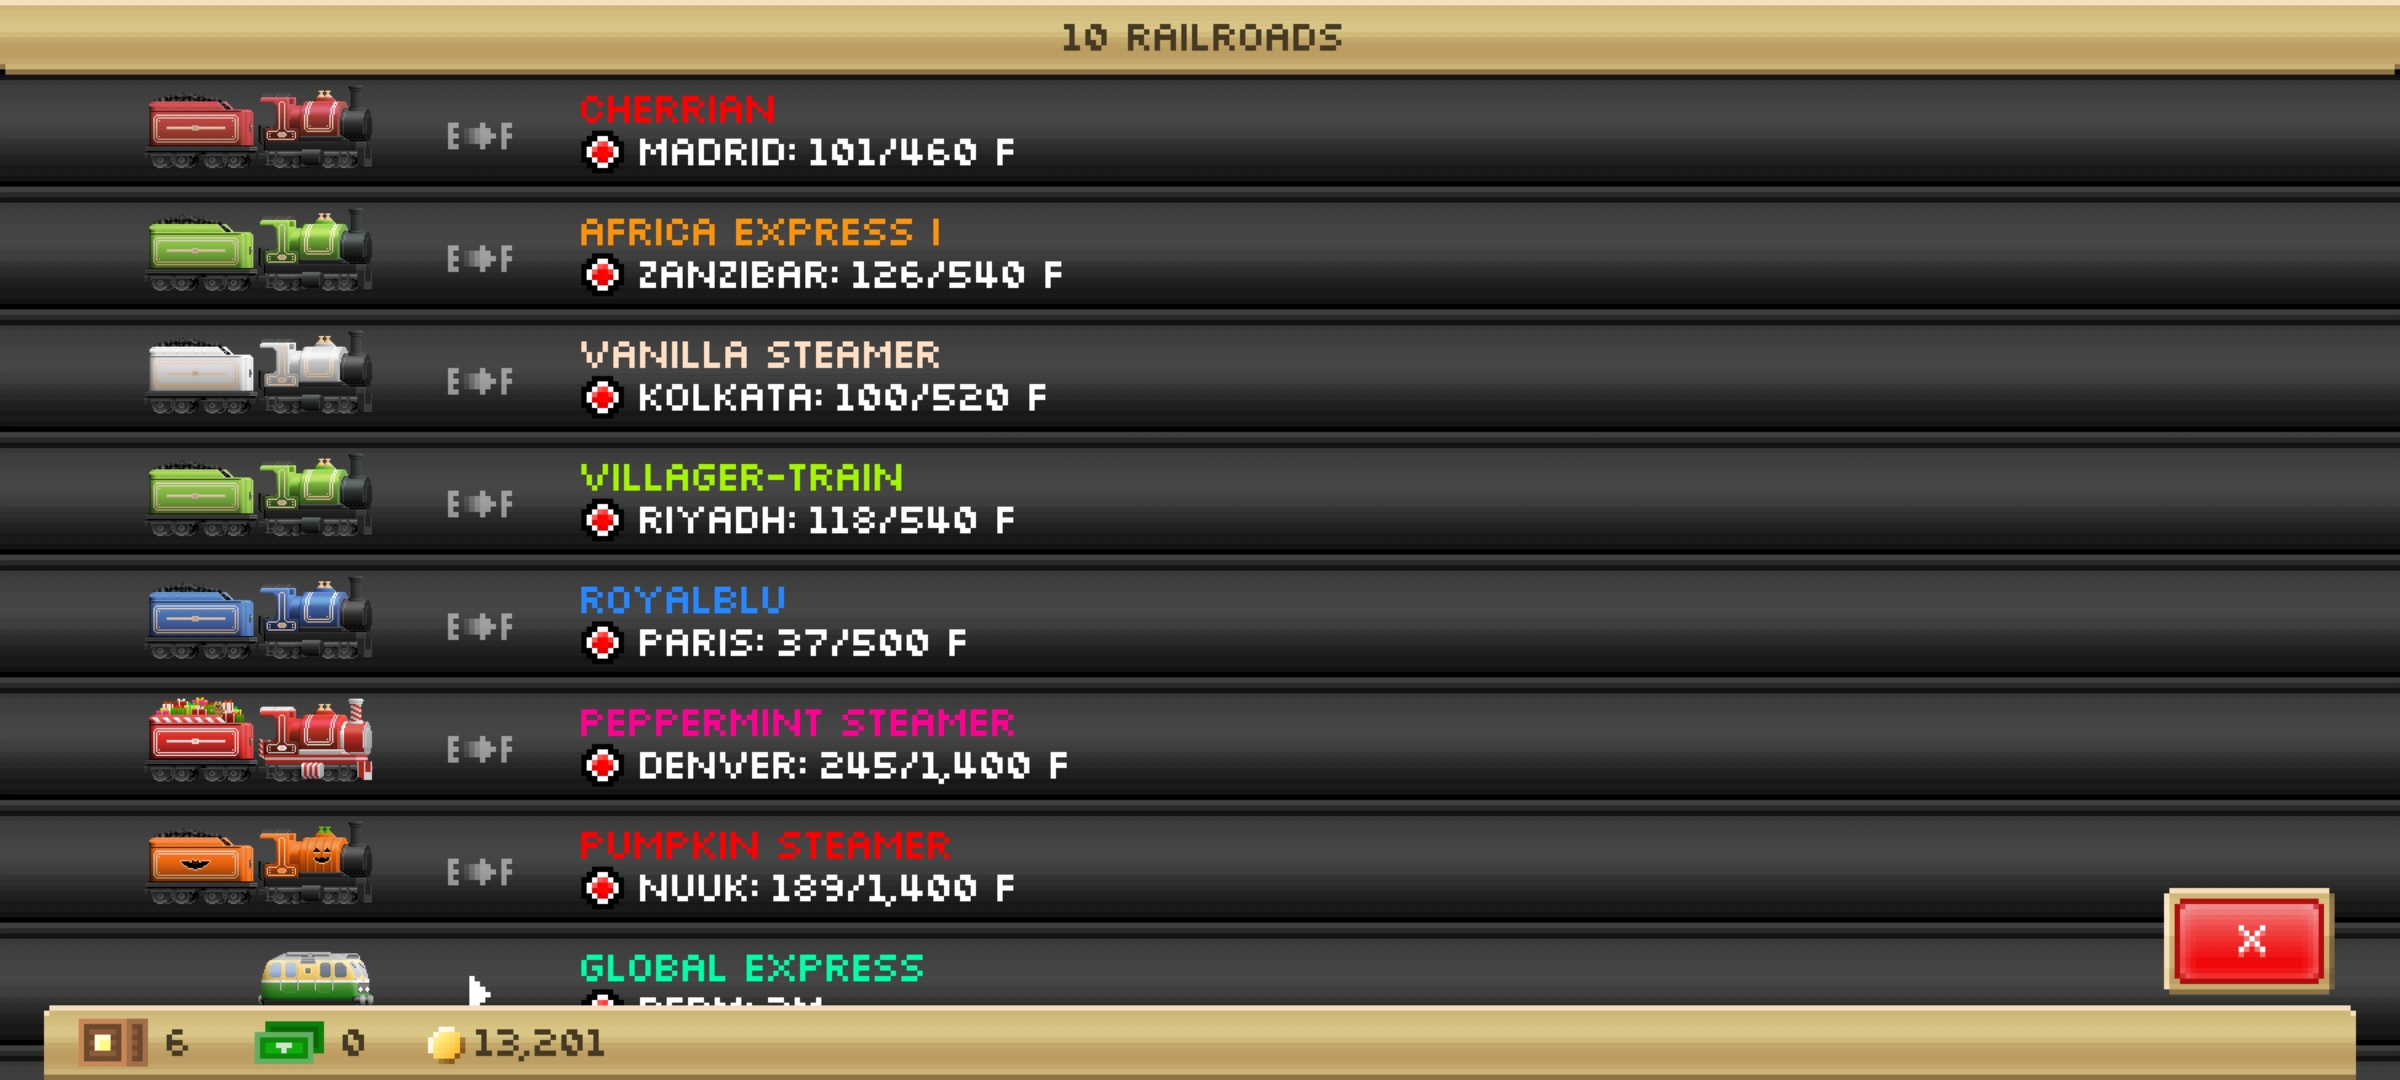 10 RAILROADS
CHERRIAN
E F
MADRID: 101/460 F
AFRICA EXPRESS I
E F
ZANZIBAR: 126/540 F
VANILLA STEAMER
E F
KOLKATA: 100/520 F
VILLAGER-TRAIN
E F
RIYADH: 118/540 F
ROYALBLU
E F
PARIS: 37/500 F
PEPPERMINT STEAMER
E F
DENVER: 245/1,400 F
PUMPKIN STEAMER
E F
NUUK: 189/1,400 F
X
GLOBAL EXPRESS
6 0 13,201